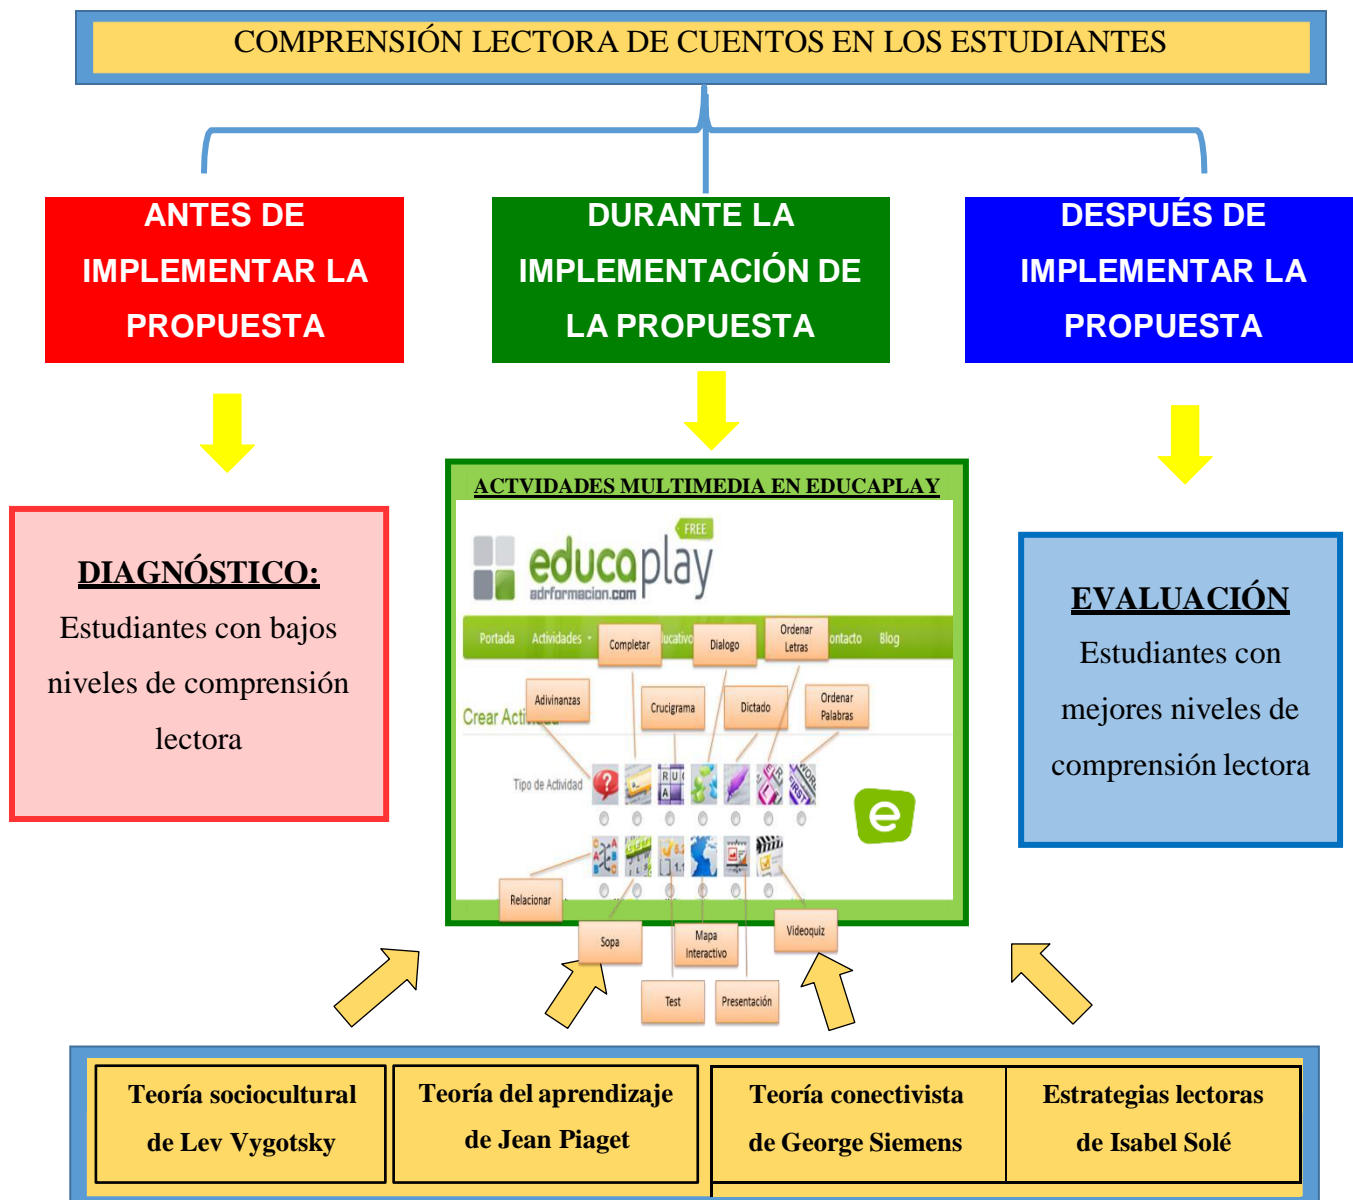 COMPRENSIÓN LECTORA DE CUENTOS EN LOS ESTUDIANTES
ANTES DE
IMPLEMENTAR LA
PROPUESTA
DURANTE LA
IMPLEMENTACIÓN DE
LA PROPUESTA
DESPUÉS DE
IMPLEMENTAR LA
PROPUESTA
DIAGNÓSTICO:
Estudiantes con bajos
niveles de comprensión
lectora
ACTVIDADES MULTIMEDIA EN EDUCAPLAY
FREE
educaplay
adrformacion.com
Portada
Actividades
Completar
Dialogo
Ordenar
Letras
Blog
Adivinanzas
Crucigrama
Dictado
Ordenar
Palabras
Crear
Tipo de Actividad
Relacionar
Sopa
Mapa
Interactivo
Videoquiz
Test
Presentación
EVALUACIÓN
Estudiantes con
mejores niveles de
comprensión lectora
Teoría sociocultural
de Lev Vygotsky
Teoría del aprendizaje
de Jean Piaget
Teoría conectivista
de George Siemens
Estrategias lectoras
de Isabel Solé